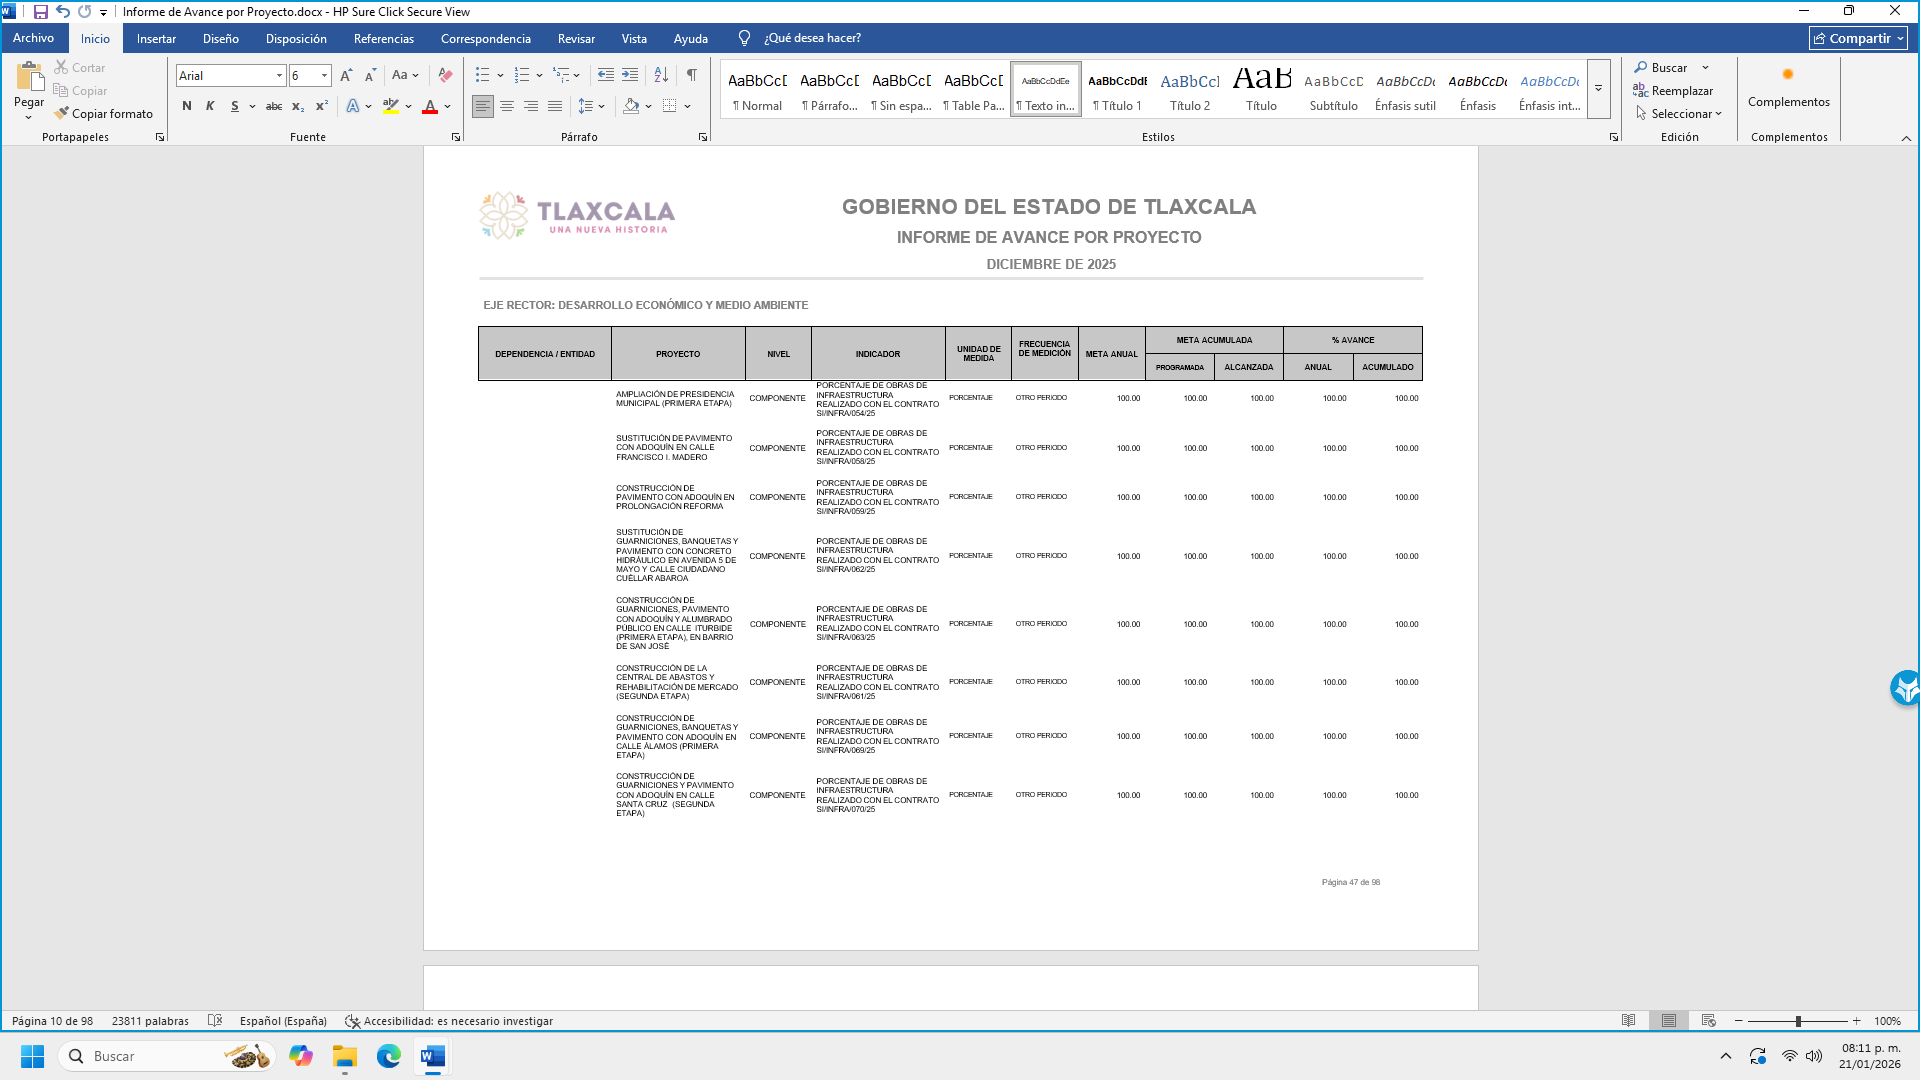 Informe de Avance por Proyecto.docx - HP Sure Click Secure View
Archivo Inicio Insertar Diseño Disposición Referencias Correspondencia Revisar Vista Ayuda ¿Qué desea hacer? Compartir
Pegar
Cortar
Copiar
Copiar formato
Portapapeles
Arial 6
Fuente
Párrafo
AaBbCcD ¶ Normal
AaBbCcD ¶ Párrafo...
AaBbCcD ¶ Sin espa...
AaBbCcD ¶ Table Pa...
AaBbCcDdEe ¶ Texto in...
AaBbCcDdE ¶ Título 1
AaBbCcI Título 2
AaB Título
AaBbCcD Subtítulo
AaBbCcDc Énfasis sutil
AaBbCcDc Énfasis
AaBbCcDc Énfasis int...
Estilos
Buscar
Reemplazar
Seleccionar
Edición
Complementos
Complementos
TLAXCALA
UNA NUEVA HISTORIA
GOBIERNO DEL ESTADO DE TLAXCALA
INFORME DE AVANCE POR PROYECTO
DICIEMBRE DE 2025
EJE RECTOR: DESARROLLO ECONÓMICO Y MEDIO AMBIENTE
DEPENDENCIA / ENTIDAD PROYECTO NIVEL INDICADOR UNIDAD DE MEDIDA FRECUENCIA DE MEDICIÓN META ANUAL META ACUMULADA % AVANCE
PROGRAMADA ALCANZADA ANUAL ACUMULADO
AMPLIACIÓN DE PRESIDENCIA
MUNICIPAL (PRIMERA ETAPA)
COMPONENTE
PORCENTAJE DE OBRAS DE
INFRAESTRUCTURA
REALIZADO CON EL CONTRATO
SI/INFRA/054/25
PORCENTAJE OTRO PERIODO 100.00 100.00 100.00 100.00 100.00
SUSTITUCIÓN DE PAVIMENTO
CON ADOQUÍN EN CALLE
FRANCISCO I. MADERO
COMPONENTE
PORCENTAJE DE OBRAS DE
INFRAESTRUCTURA
REALIZADO CON EL CONTRATO
SI/INFRA/058/25
PORCENTAJE OTRO PERIODO 100.00 100.00 100.00 100.00 100.00
CONSTRUCCIÓN DE
PAVIMENTO CON ADOQUÍN EN
PROLONGACIÓN REFORMA
COMPONENTE
PORCENTAJE DE OBRAS DE
INFRAESTRUCTURA
REALIZADO CON EL CONTRATO
SI/INFRA/059/25
PORCENTAJE OTRO PERIODO 100.00 100.00 100.00 100.00 100.00
SUSTITUCIÓN DE
GUARNICIONES, BANQUETAS Y
PAVIMENTO CON CONCRETO
HIDRÁULICO EN AVENIDA 5 DE
MAYO Y CALLE CIUDADANO
CUÉLLAR ABAROA
COMPONENTE
PORCENTAJE DE OBRAS DE
INFRAESTRUCTURA
REALIZADO CON EL CONTRATO
SI/INFRA/062/25
PORCENTAJE OTRO PERIODO 100.00 100.00 100.00 100.00 100.00
CONSTRUCCIÓN DE
GUARNICIONES, PAVIMENTO
CON ADOQUÍN Y ALUMBRADO
PÚBLICO EN CALLE ITURBIDE
(PRIMERA ETAPA), EN BARRIO
DE SAN JOSÉ
COMPONENTE
PORCENTAJE DE OBRAS DE
INFRAESTRUCTURA
REALIZADO CON EL CONTRATO
SI/INFRA/063/25
PORCENTAJE OTRO PERIODO 100.00 100.00 100.00 100.00 100.00
CONSTRUCCIÓN DE LA
CENTRAL DE ABASTOS Y
REHABILITACIÓN DE MERCADO
(SEGUNDA ETAPA)
COMPONENTE
PORCENTAJE DE OBRAS DE
INFRAESTRUCTURA
REALIZADO CON EL CONTRATO
SI/INFRA/061/25
PORCENTAJE OTRO PERIODO 100.00 100.00 100.00 100.00 100.00
CONSTRUCCIÓN DE
GUARNICIONES, BANQUETAS Y
PAVIMENTO CON ADOQUÍN EN
CALLE ÁLAMOS (PRIMERA
ETAPA)
COMPONENTE
PORCENTAJE DE OBRAS DE
INFRAESTRUCTURA
REALIZADO CON EL CONTRATO
SI/INFRA/069/25
PORCENTAJE OTRO PERIODO 100.00 100.00 100.00 100.00 100.00
CONSTRUCCIÓN DE
GUARNICIONES Y PAVIMENTO
CON ADOQUÍN EN CALLE
SANTA CRUZ (SEGUNDA
ETAPA)
COMPONENTE
PORCENTAJE DE OBRAS DE
INFRAESTRUCTURA
REALIZADO CON EL CONTRATO
SI/INFRA/070/25
PORCENTAJE OTRO PERIODO 100.00 100.00 100.00 100.00 100.00
Página 47 de 98
Página 10 de 98 23811 palabras Español (España) Accesibilidad: es necesario investigar 100%
Buscar
08:11 p. m.
21/01/2026